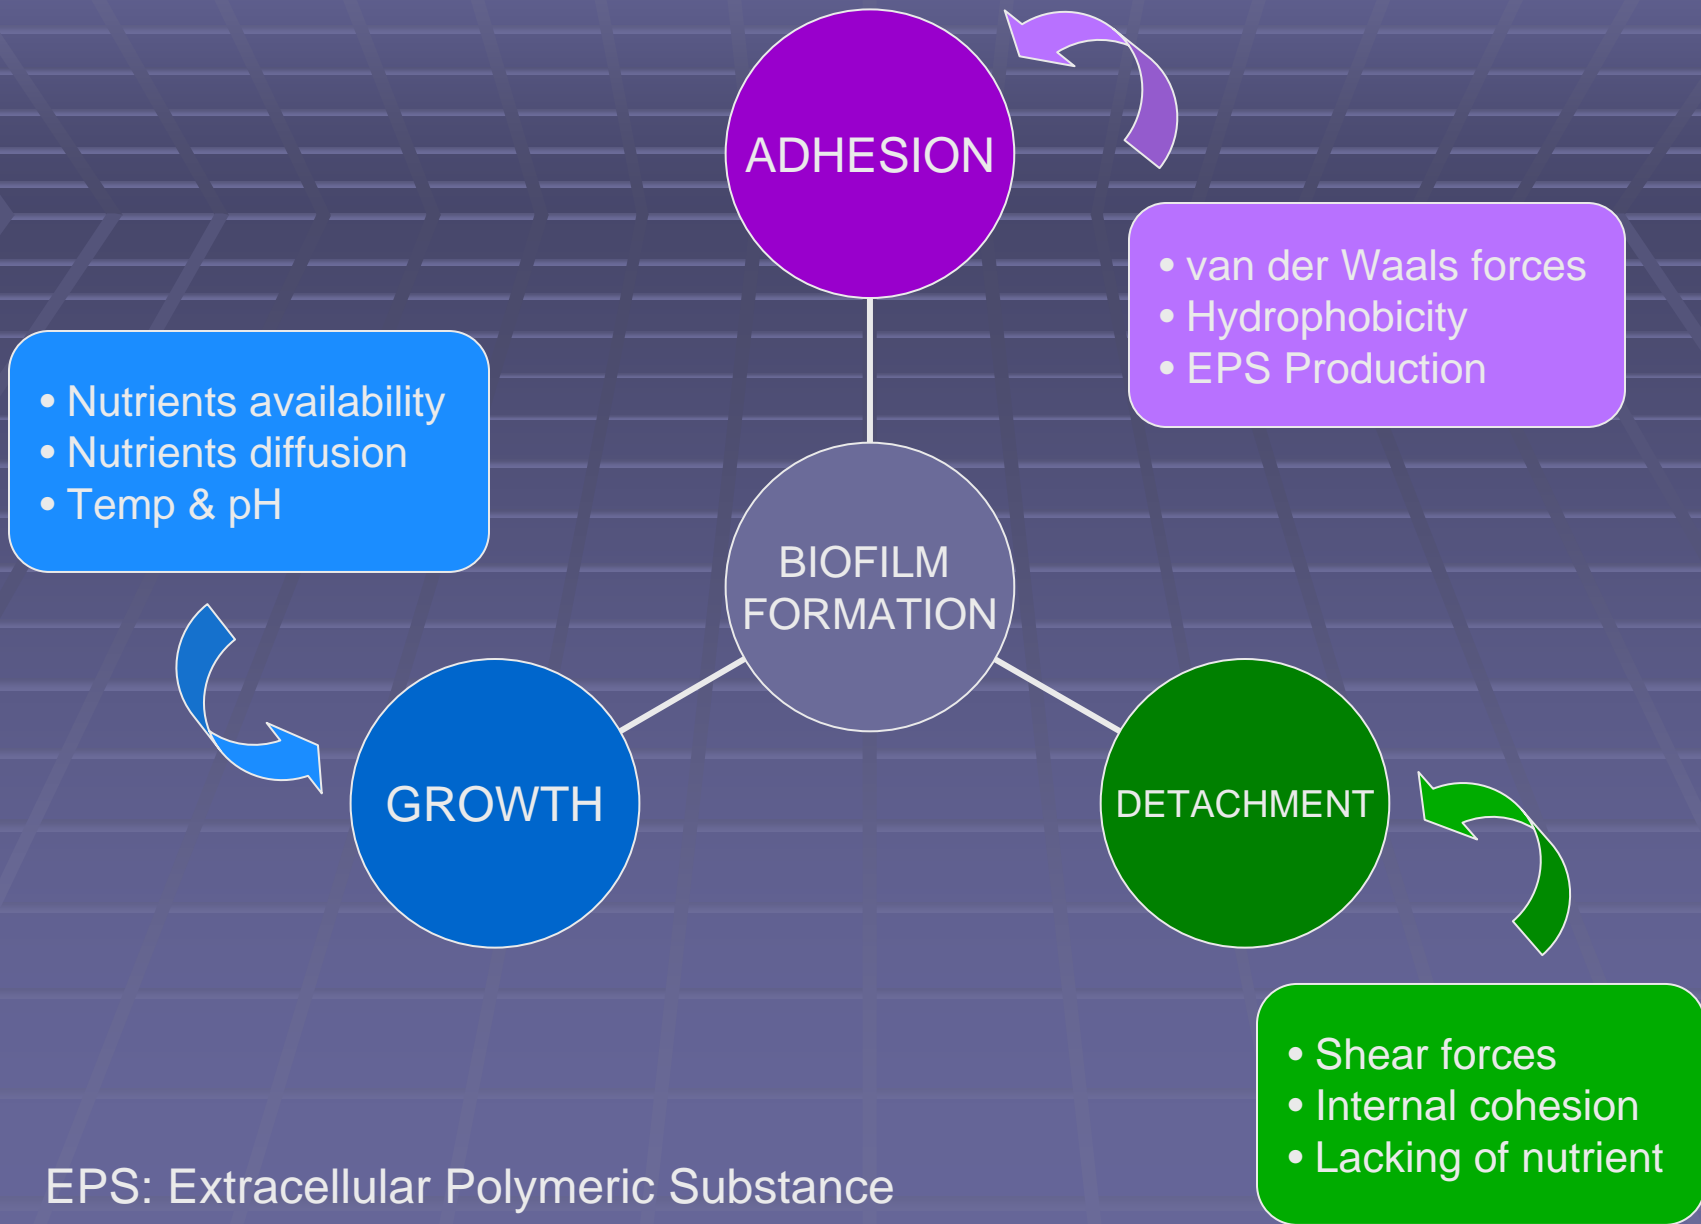 ADHESION
• van der Waals forces
• Hydrophobicity
• EPS Production
• Nutrients availability
• Nutrients diffusion
• Temp & pH
BIOFILM
FORMATION
GROWTH
DETACHMENT
• Shear forces
• Internal cohesion
• Lacking of nutrient
EPS: Extracellular Polymeric Substance